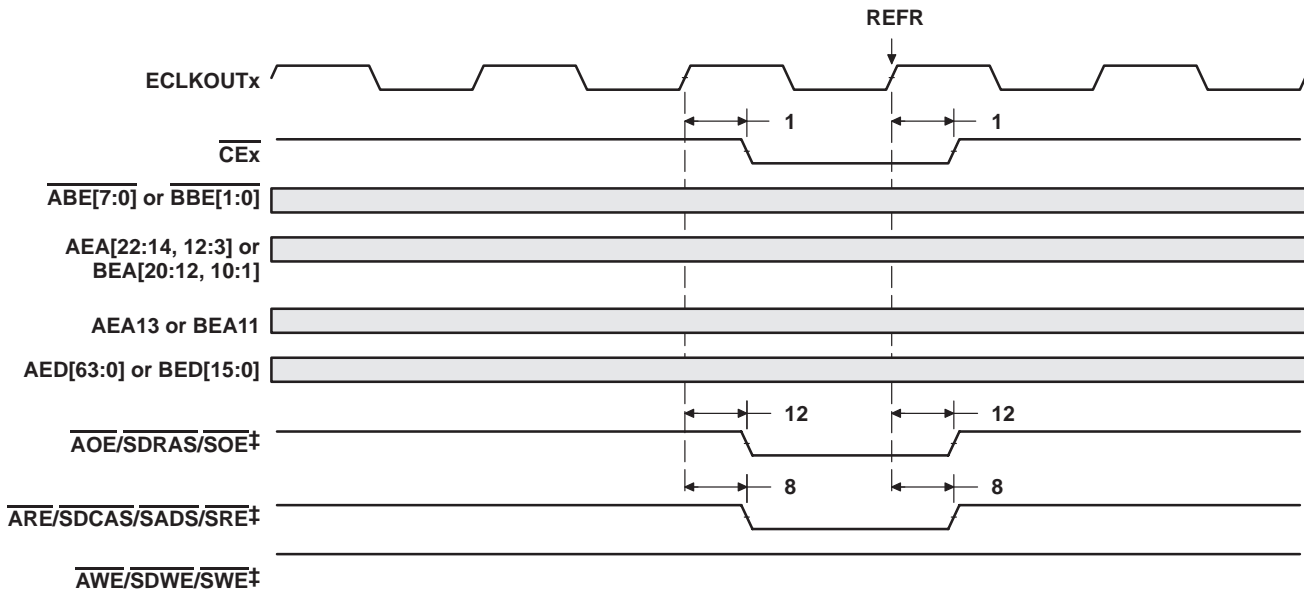 REFR
ECLKOUTx
1 1
CEx
ABE[7:0] or BBE[1:0]
AEA[22:14, 12:3] or
BEA[20:12, 10:1]
AEA13 or BEA11
AED[63:0] or BED[15:0]
12 12
AOE/SDRAS/SOE‡
8 8
ARE/SDCAS/SADS/SRE‡
AWE/SDWE/SWE‡